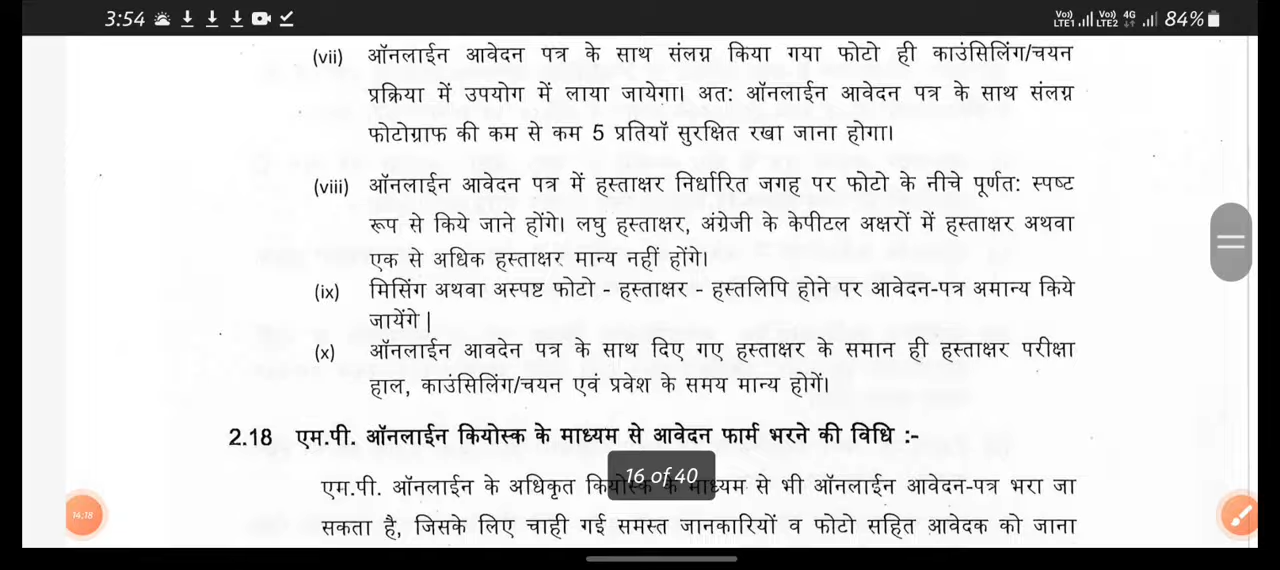 3:54
Vo) LTE1 Vo) LTE2 4G 84%
(vii) ऑनलाईन आवेदन पत्र के साथ संलग्न किया गया फोटो ही काउंसिलिंग/चयन
प्रक्रिया में उपयोग में लाया जायेगा। अतः ऑनलाईन आवेदन पत्र के साथ संलग्न
फोटोग्राफ की कम से कम 5 प्रतियाँ सुरक्षित रखा जाना होगा।
(viii) ऑनलाईन आवेदन पत्र में हस्ताक्षर निर्धारित जगह पर फोटो के नीचे पूर्णतः स्पष्ट
रूप से किये जाने होंगे। लघु हस्ताक्षर, अंग्रेजी के केपीटल अक्षरों में हस्ताक्षर अथवा
एक से अधिक हस्ताक्षर मान्य नहीं होंगे।
(ix) मिसिंग अथवा अस्पष्ट फोटो - हस्ताक्षर - हस्तलिपि होने पर आवेदन-पत्र अमान्य किये
जायेंगे |
(x) ऑनलाईन आवदेन पत्र के साथ दिए गए हस्ताक्षर के समान ही हस्ताक्षर परीक्षा
हाल, काउंसिलिंग/चयन एवं प्रवेश के समय मान्य होगें।
2.18 एम.पी. ऑनलाईन कियोस्क के माध्यम से आवेदन फार्म भरने की विधि :-
16 of 40
एम.पी. ऑनलाईन के अधिकृत कियोस्क के माध्यम से भी ऑनलाईन आवेदन-पत्र भरा जा
14:18
सकता है, जिसके लिए चाही गई समस्त जानकारियों व फोटो सहित आवेदक को जाना